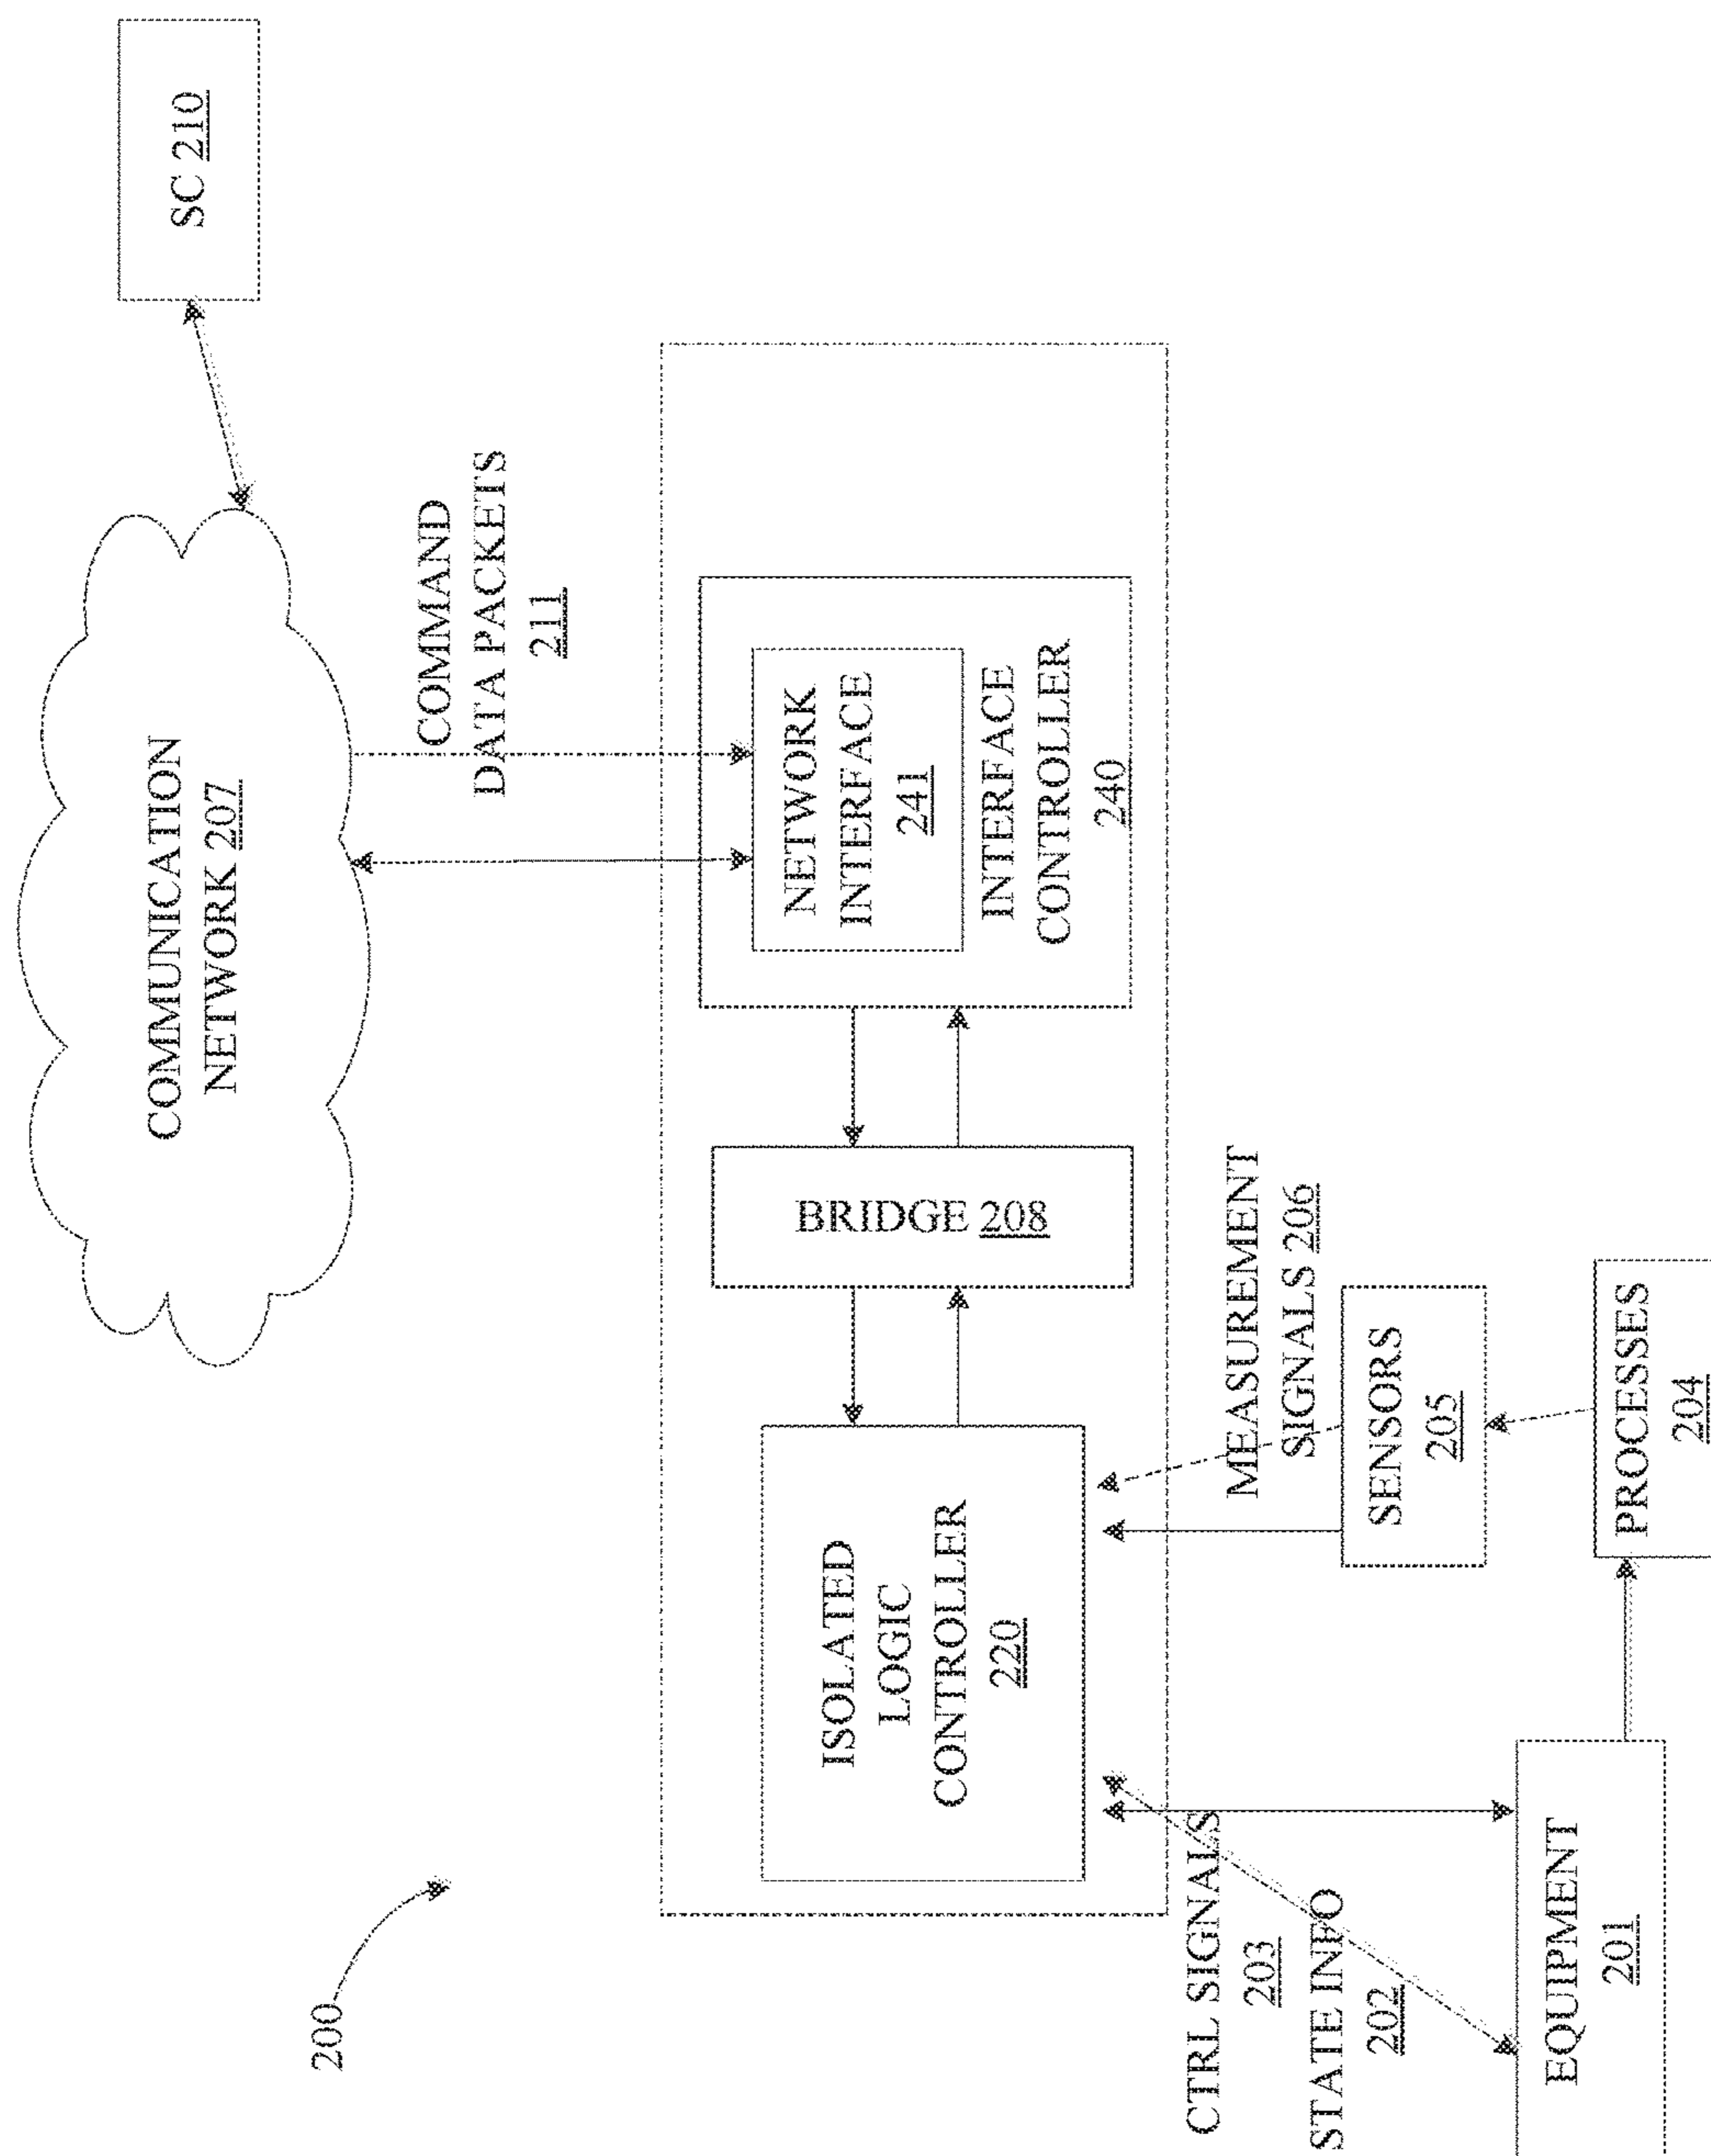 200
COMMUNICATION
NETWORK 207
SC 210
COMMAND
DATA PACKETS
211
ISOLATED
LOGIC
CONTROLLER
220
BRIDGE 208
NETWORK
INTERFACE
241
INTERFACE
CONTROLLER
240
CTRL SIGNALS
203
STATE INFO
202
MEASUREMENT
SIGNALS 206
SENSORS
205
EQUIPMENT
201
PROCESSES
204